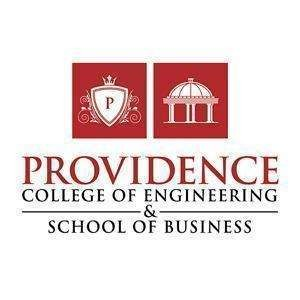 P
PROVIDENCE
COLLEGE OF ENGINEERING
&
SCHOOL OF BUSINESS